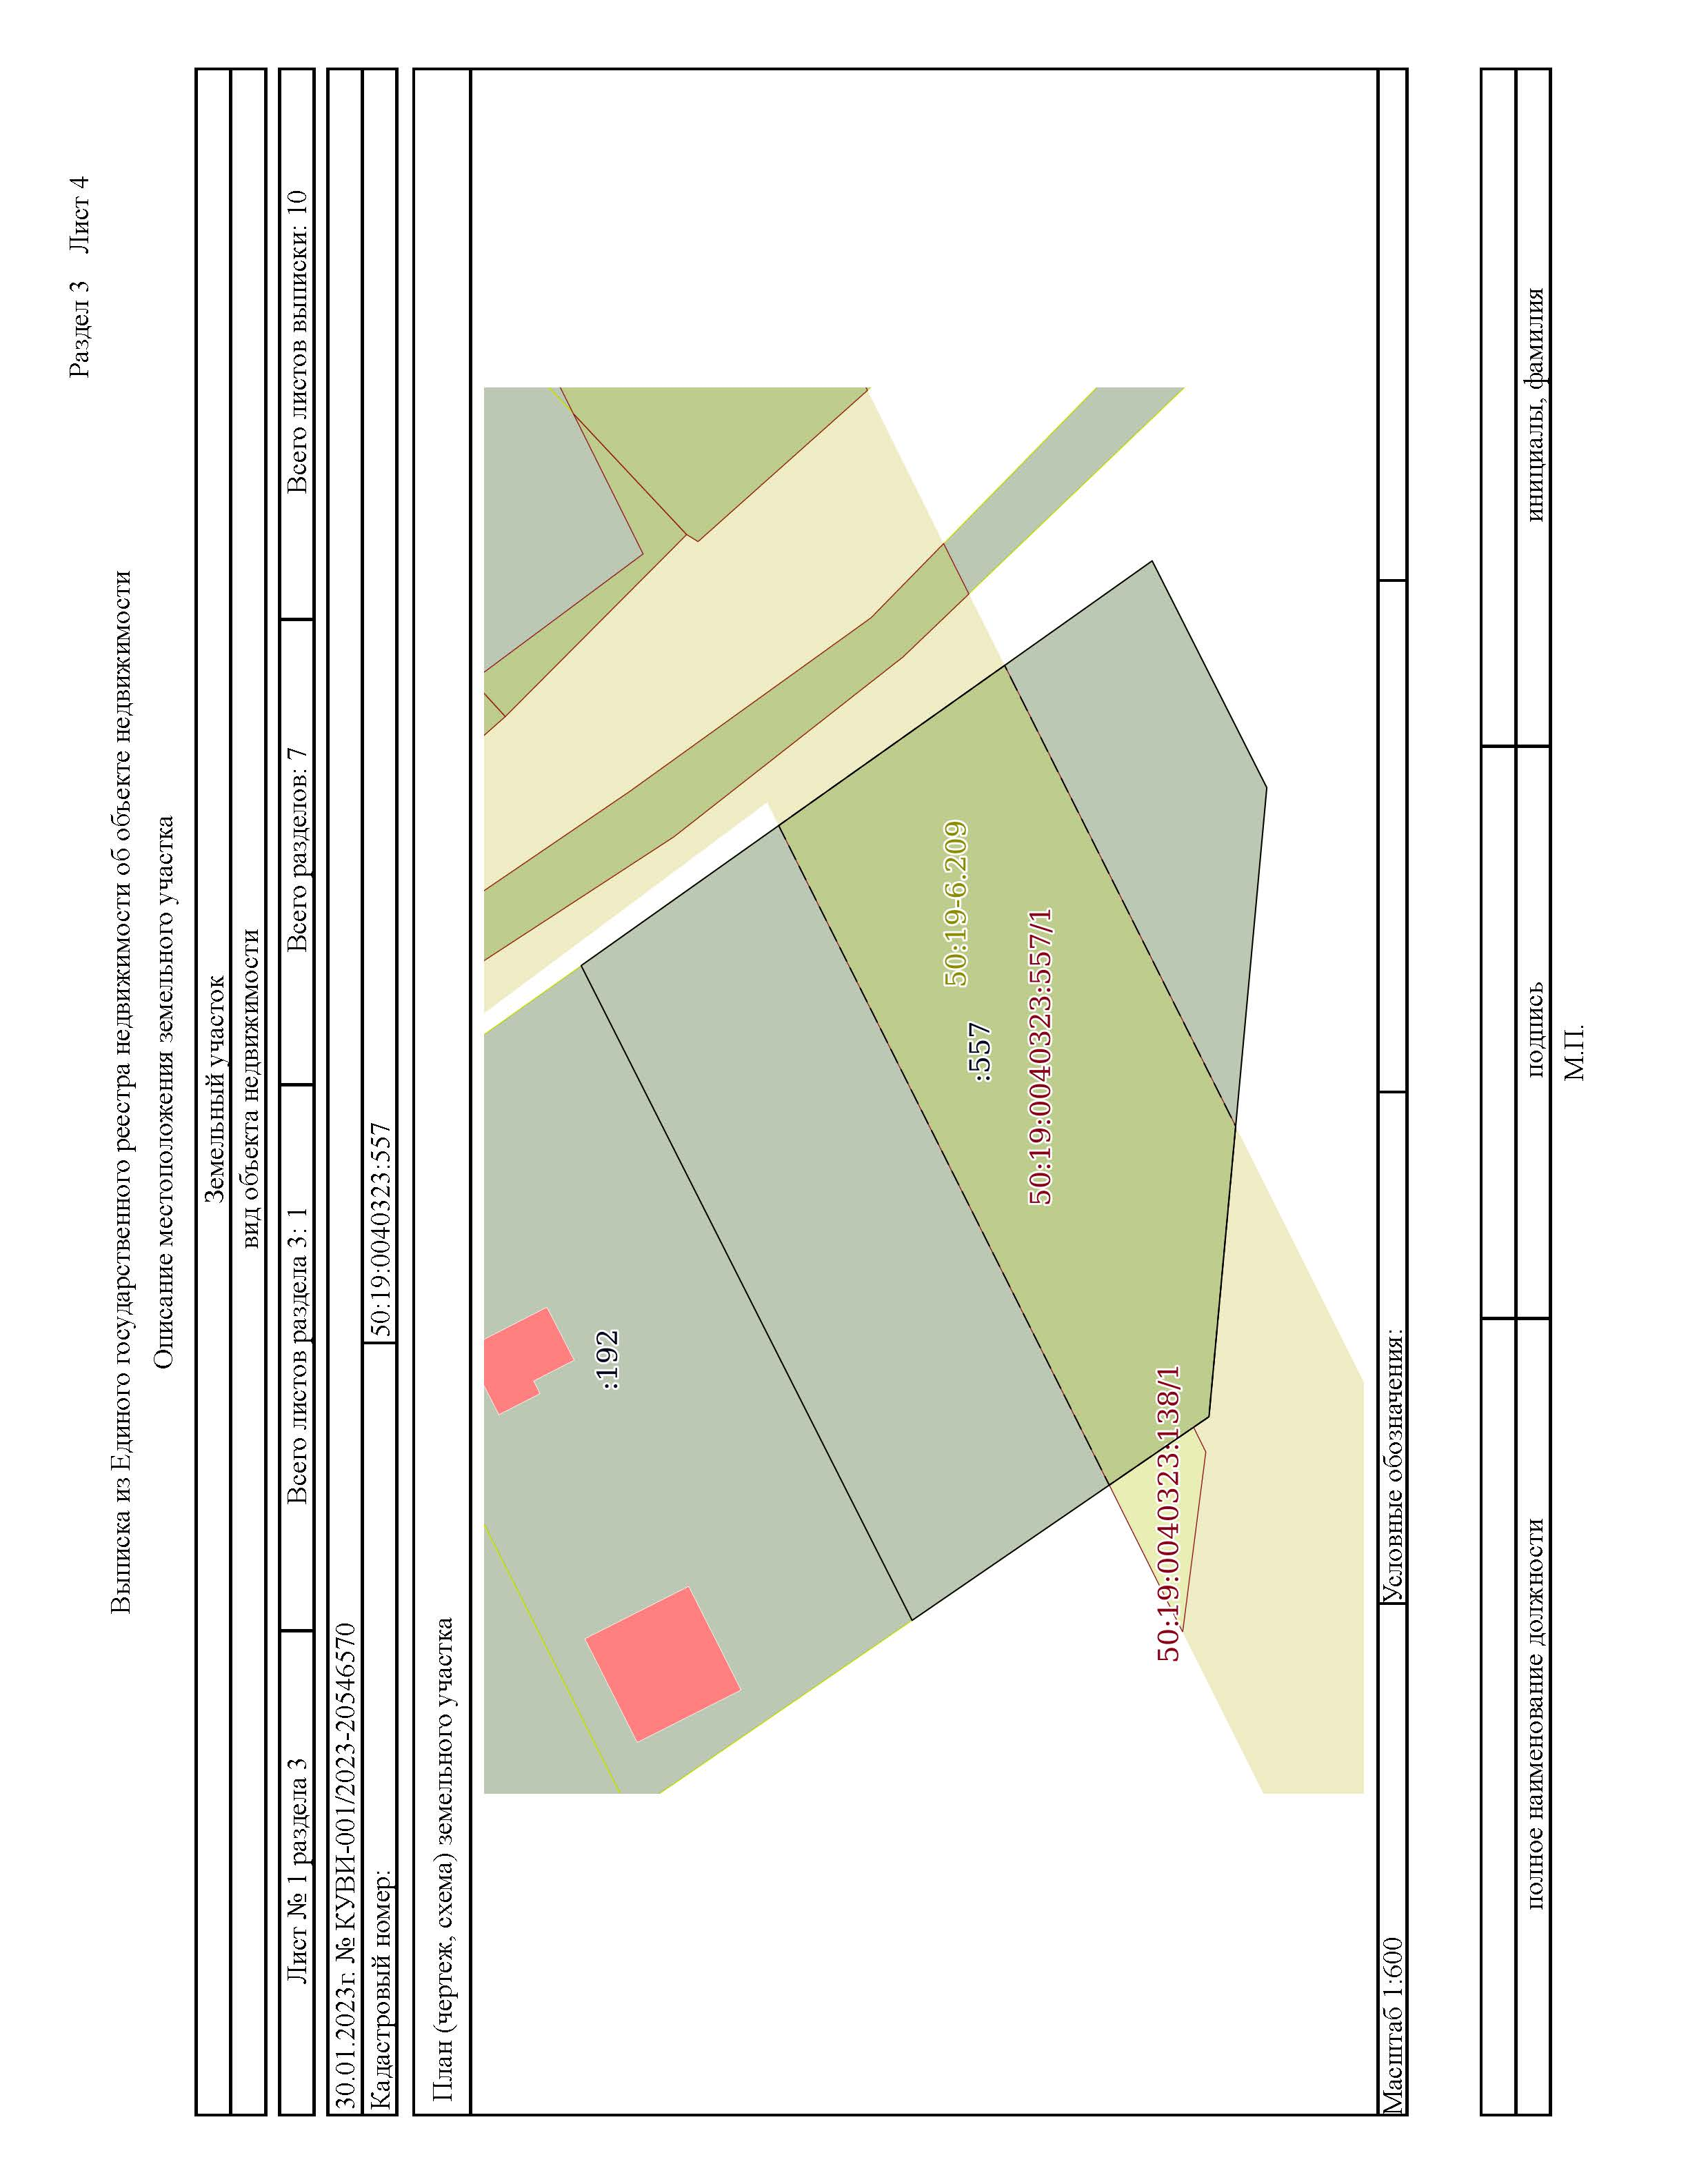 Раздел 3 Лист 4
Выписка из Единого государственного реестра недвижимости об объекте недвижимости
Описание местоположения земельного участка
Земельный участок
вид объекта недвижимости
Лист № 1 раздела 3 Всего листов раздела 3: 1 Всего разделов: 7 Всего листов выписки: 10
30.01.2023г. № КУВИ-001/2023-20546570
Кадастровый номер: 50:19:0040323:557
План (чертеж, схема) земельного участка
:192
50:19-6.209
:557
50:19:0040323:557/1
50:19:0040323:138/1
Масштаб 1:600 Условные обозначения:
полное наименование должности подпись инициалы, фамилия
М.П.